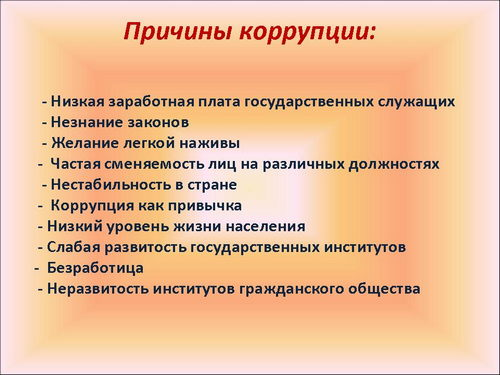 Причины коррупции:
- Низкая заработная плата государственных служащих
- Незнание законов
- Желание легкой наживы
- Частая сменяемость лиц на различных должностях
- Нестабильность в стране
- Коррупция как привычка
- Низкий уровень жизни населения
- Слабая развитость государственных институтов
- Безработица
- Неразвитость институтов гражданского общества